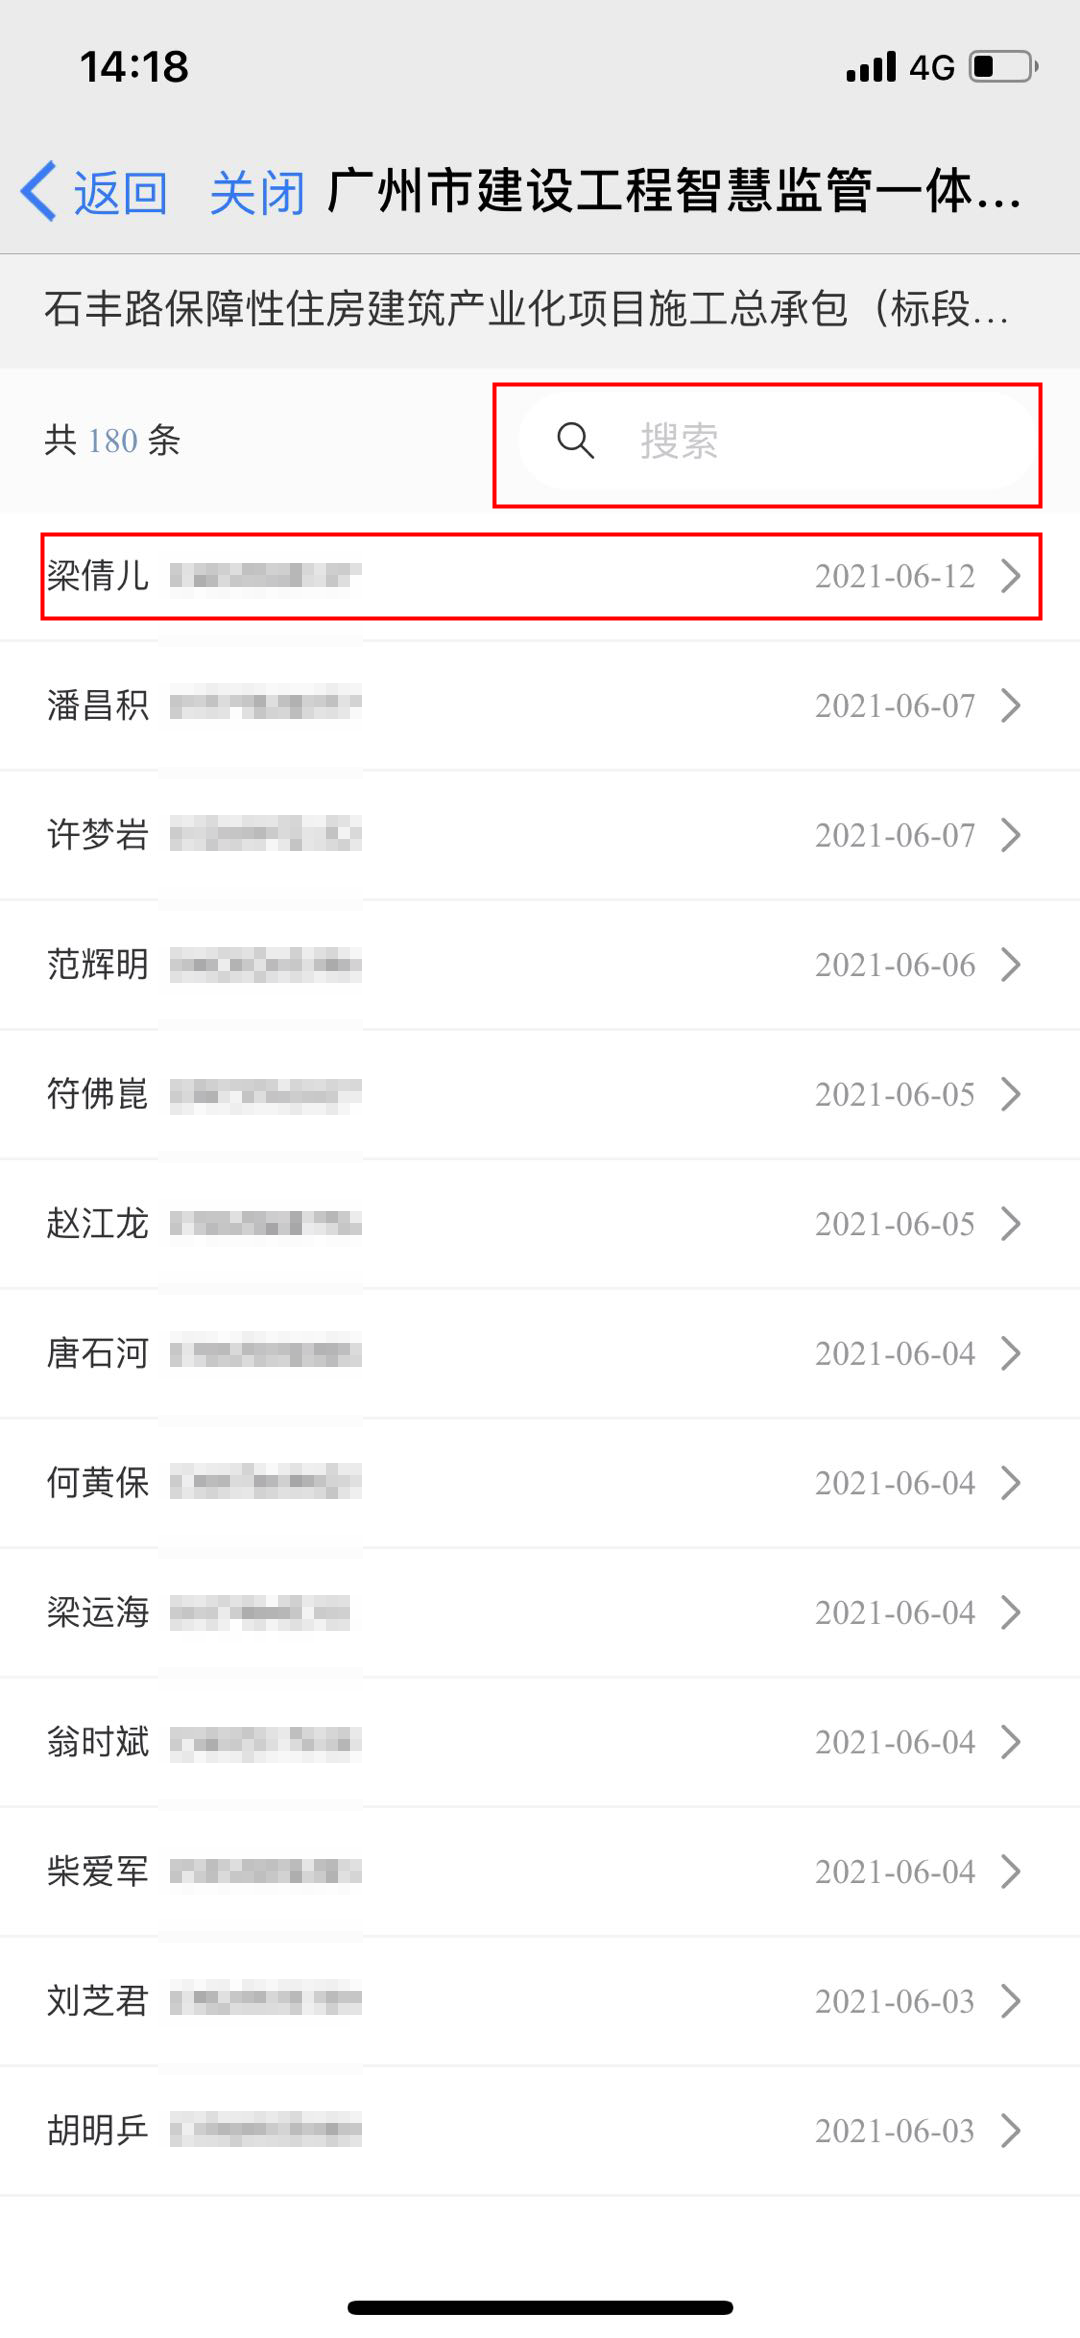 14:18 4G
返回 关闭 广州市建设工程智慧监管一体...
石丰路保障性住房建筑产业化项目施工总承包（标段...
共 180 条 搜索
梁倩儿 2021-06-12
潘昌积 2021-06-07
许梦岩 2021-06-07
范辉明 2021-06-06
符佛崑 2021-06-05
赵江龙 2021-06-05
唐石河 2021-06-04
何黄保 2021-06-04
梁运海 2021-06-04
翁时斌 2021-06-04
柴爱军 2021-06-04
刘芝君 2021-06-03
胡明乒 2021-06-03